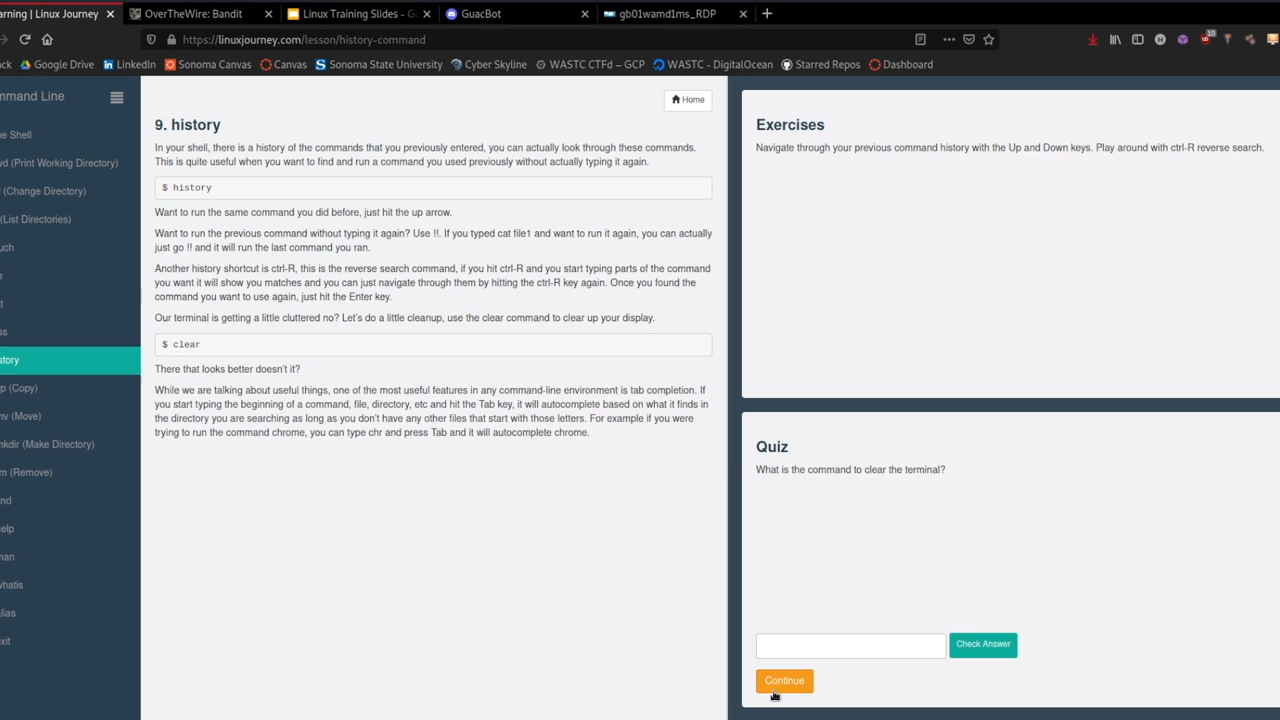 arning | Linux Journey
OverTheWire: Bandit
Linux Training Slides - G
GuacBot
gb01wamd1ms_RDP
https://linuxjourney.com/lesson/history-command
10
ck
Google Drive
LinkedIn
Sonoma Canvas
Canvas
Sonoma State University
Cyber Skyline
WASTC CTFd – GCP
WASTC - DigitalOcean
Starred Repos
Dashboard
mmand Line
e Shell
wd (Print Working Directory)
(Change Directory)
(List Directories)
uch
e
t
ss
story
p (Copy)
mv (Move)
mkdir (Make Directory)
m (Remove)
nd
help
man
whatis
alias
exit
Home
9. history
In your shell, there is a history of the commands that you previously entered, you can actually look through these commands.
This is quite useful when you want to find and run a command you used previously without actually typing it again.
$ history
Want to run the same command you did before, just hit the up arrow.
Want to run the previous command without typing it again? Use !!. If you typed cat file1 and want to run it again, you can actually
just go !! and it will run the last command you ran.
Another history shortcut is ctrl-R, this is the reverse search command, if you hit ctrl-R and you start typing parts of the command
you want it will show you matches and you can just navigate through them by hitting the ctrl-R key again. Once you found the
command you want to use again, just hit the Enter key.
Our terminal is getting a little cluttered no? Let's do a little cleanup, use the clear command to clear up your display.
$ clear
There that looks better doesn't it?
While we are talking about useful things, one of the most useful features in any command-line environment is tab completion. If
you start typing the beginning of a command, file, directory, etc and hit the Tab key, it will autocomplete based on what it finds in
the directory you are searching as long as you don't have any other files that start with those letters. For example if you were
trying to run the command chrome, you can type chr and press Tab and it will autocomplete chrome.
Exercises
Navigate through your previous command history with the Up and Down keys. Play around with ctrl-R reverse search.
Quiz
What is the command to clear the terminal?
Check Answer
Continue